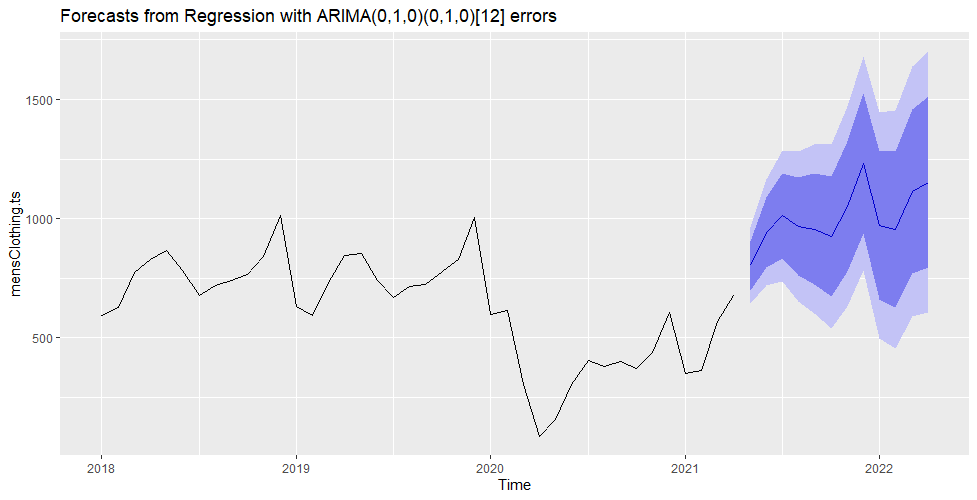 Forecasts from Regression with ARIMA(0,1,0)(0,1,0)[12] errors
mensClothing.ts
1500
1000
500
2018 2019 2020 2021 2022
Time